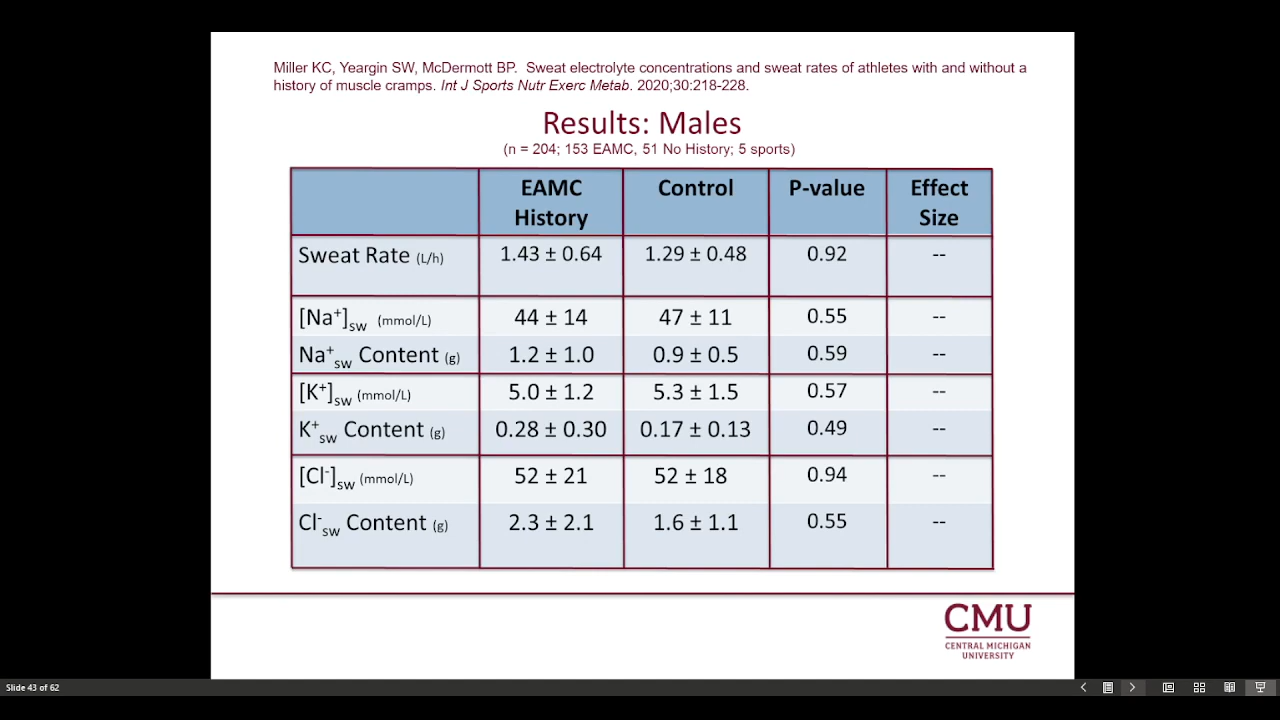 Miller KC, Yeargin SW, McDermott BP. Sweat electrolyte concentrations and sweat rates of athletes with and without a
history of muscle cramps. Int J Sports Nutr Exerc Metab. 2020;30:218-228.
Results: Males
(n = 204; 153 EAMC, 51 No History; 5 sports)
EAMC History Control P-value Effect Size
Sweat Rate (L/h) 1.43 ± 0.64 1.29 ± 0.48 0.92 --
[Na⁺]sw (mmol/L) 44 ± 14 47 ± 11 0.55 --
Na⁺sw Content (g) 1.2 ± 1.0 0.9 ± 0.5 0.59 --
[K⁺]sw (mmol/L) 5.0 ± 1.2 5.3 ± 1.5 0.57 --
K⁺sw Content (g) 0.28 ± 0.30 0.17 ± 0.13 0.49 --
[Cl⁻]sw (mmol/L) 52 ± 21 52 ± 18 0.94 --
Cl⁻sw Content (g) 2.3 ± 2.1 1.6 ± 1.1 0.55 --
CMU
CENTRAL MICHIGAN
UNIVERSITY
Slide 43 of 62